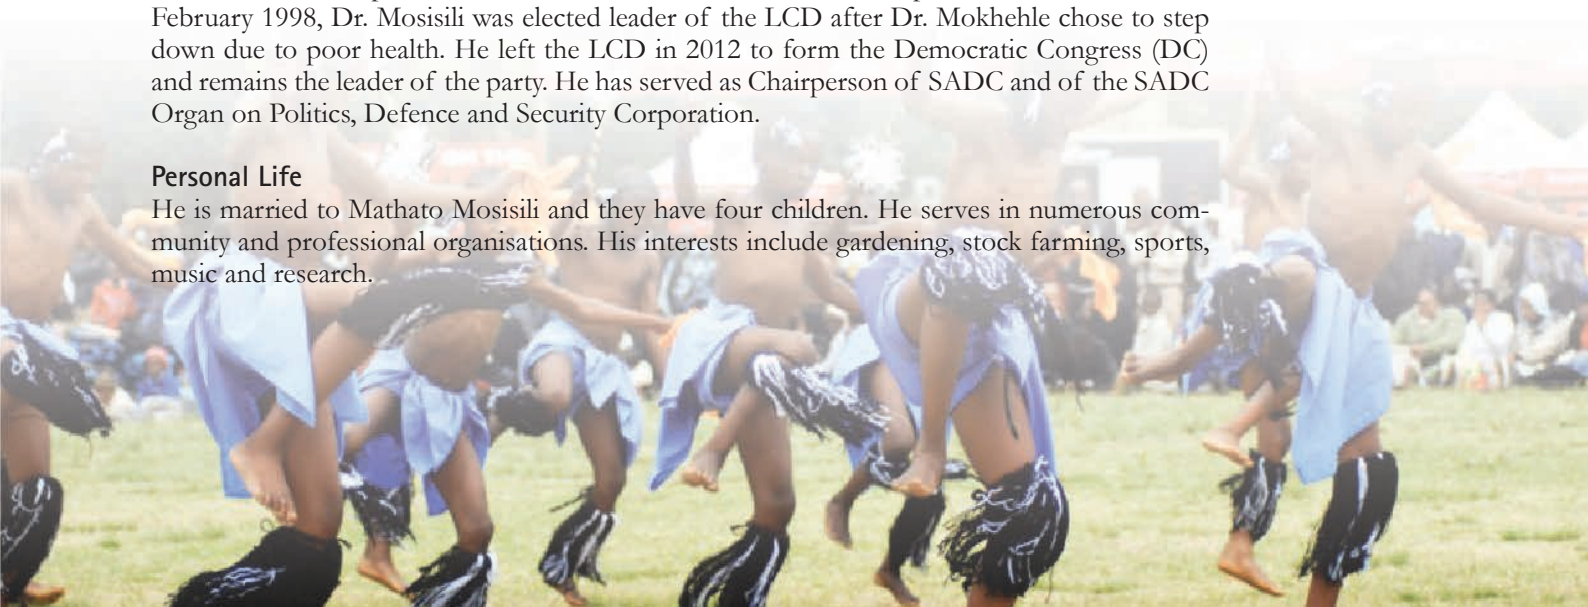 February 1998, Dr. Mosisili was elected leader of the LCD after Dr. Mokhehle chose to step
down due to poor health. He left the LCD in 2012 to form the Democratic Congress (DC)
and remains the leader of the party. He has served as Chairperson of SADC and of the SADC
Organ on Politics, Defence and Security Corporation.
Personal Life
He is married to Mathato Mosisili and they have four children. He serves in numerous com-
munity and professional organisations. His interests include gardening, stock farming, sports,
music and research.